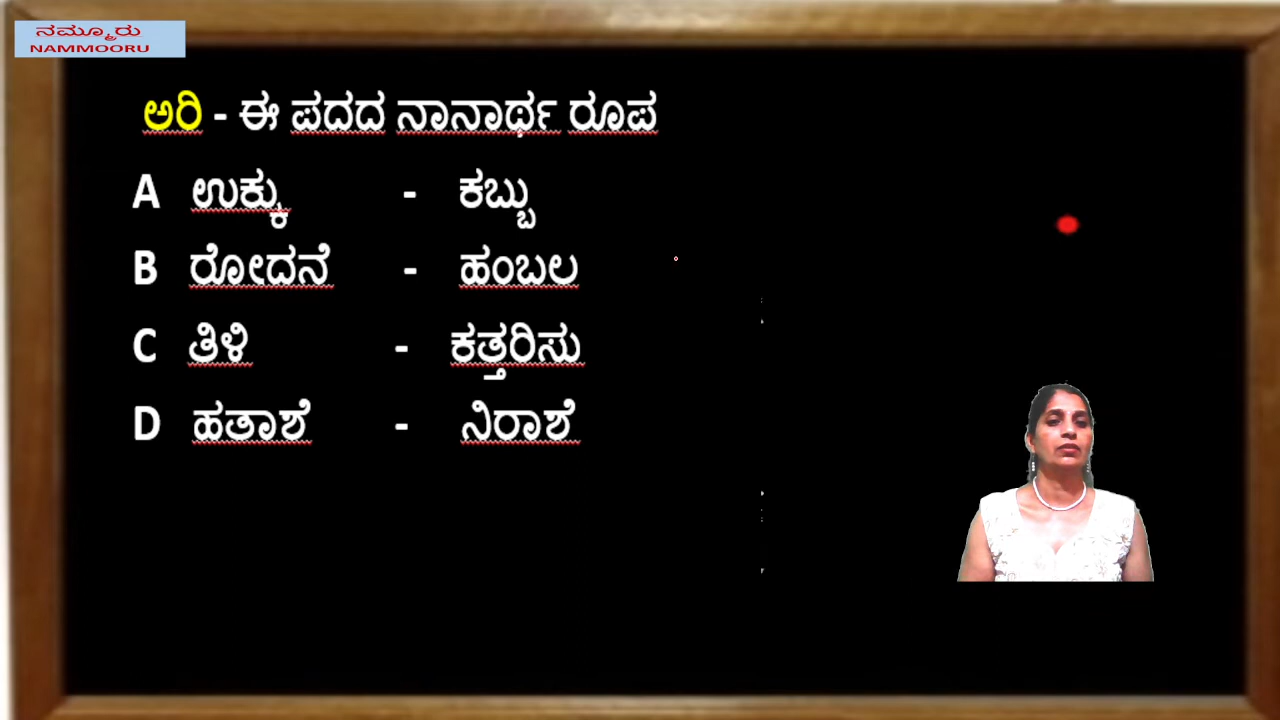 ನಮ್ಮೂರು
NAMMOORU
ಅರಿ - ಈ ಪದದ ನಾನಾರ್ಥ ರೂಪ
A ಉಕ್ಕು - ಕಬ್ಬು
B ರೋದನೆ - ಹಂಬಲ
C ತಿಳಿ - ಕತ್ತರಿಸು
D ಹತಾಶೆ - ನಿರಾಶೆ